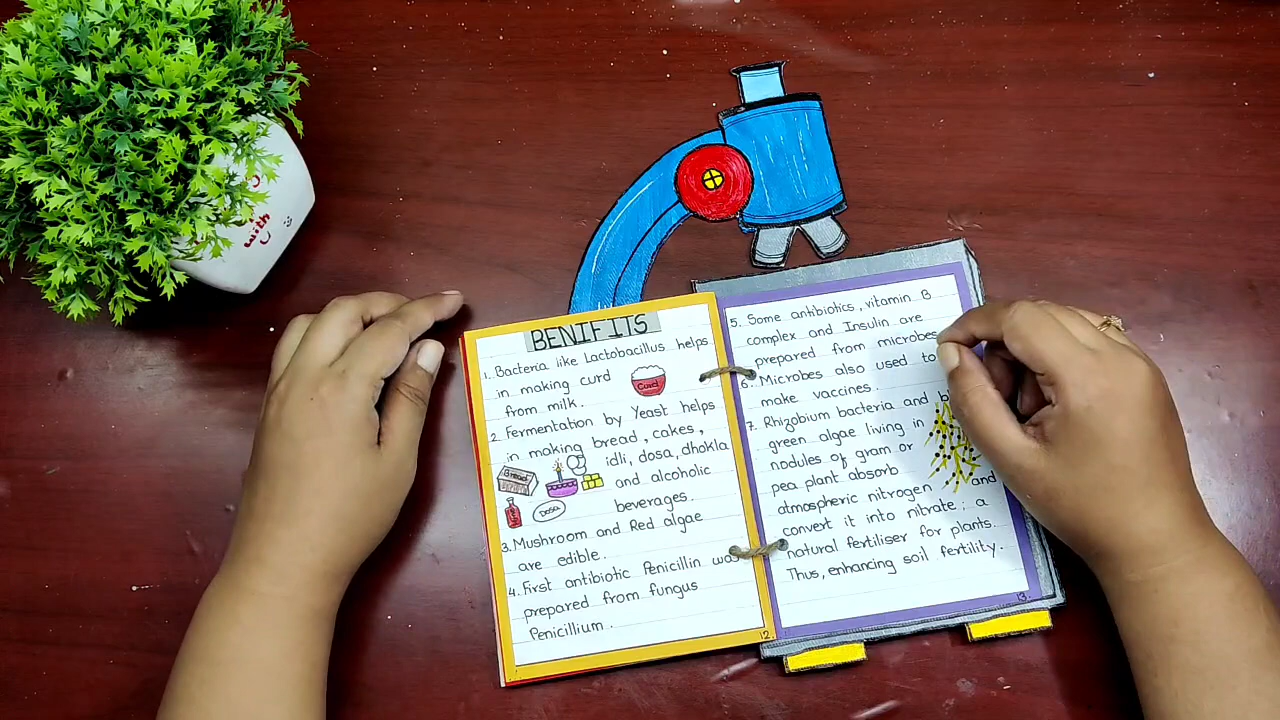 with
BENIFITS
1. Bacteria like Lactobacillus helps
in making curd
Curd
from milk.
2. Fermentation by Yeast helps
in making bread, cakes,
idli, dosa, dhokla
Bread
and alcoholic
Dosa
beverages.
3. Mushroom and Red algae
are edible.
4. First antibiotic Penicillin was
prepared from fungus
Penicillium.
12.
5. Some antibiotics, vitamin B
complex and Insulin are
prepared from microbes
6. Microbes also used to
make vaccines.
7. Rhizobium bacteria and
green algae living in
nodules of gram or
pea plant absorb
atmospheric nitrogen and
convert it into nitrate; a
natural fertiliser for plants.
Thus, enhancing soil fertility.
13.